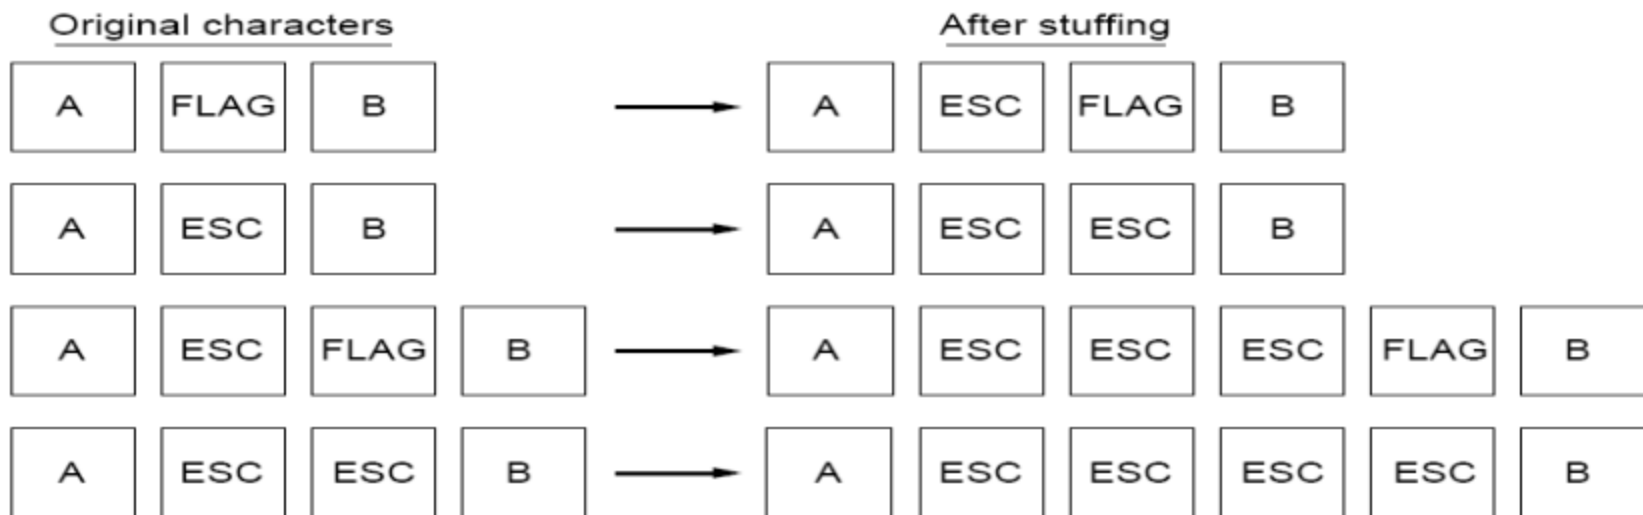 Original characters After stuffing
A FLAG B A ESC FLAG B
A ESC B A ESC ESC B
A ESC FLAG B A ESC ESC ESC FLAG B
A ESC ESC B A ESC ESC ESC ESC B